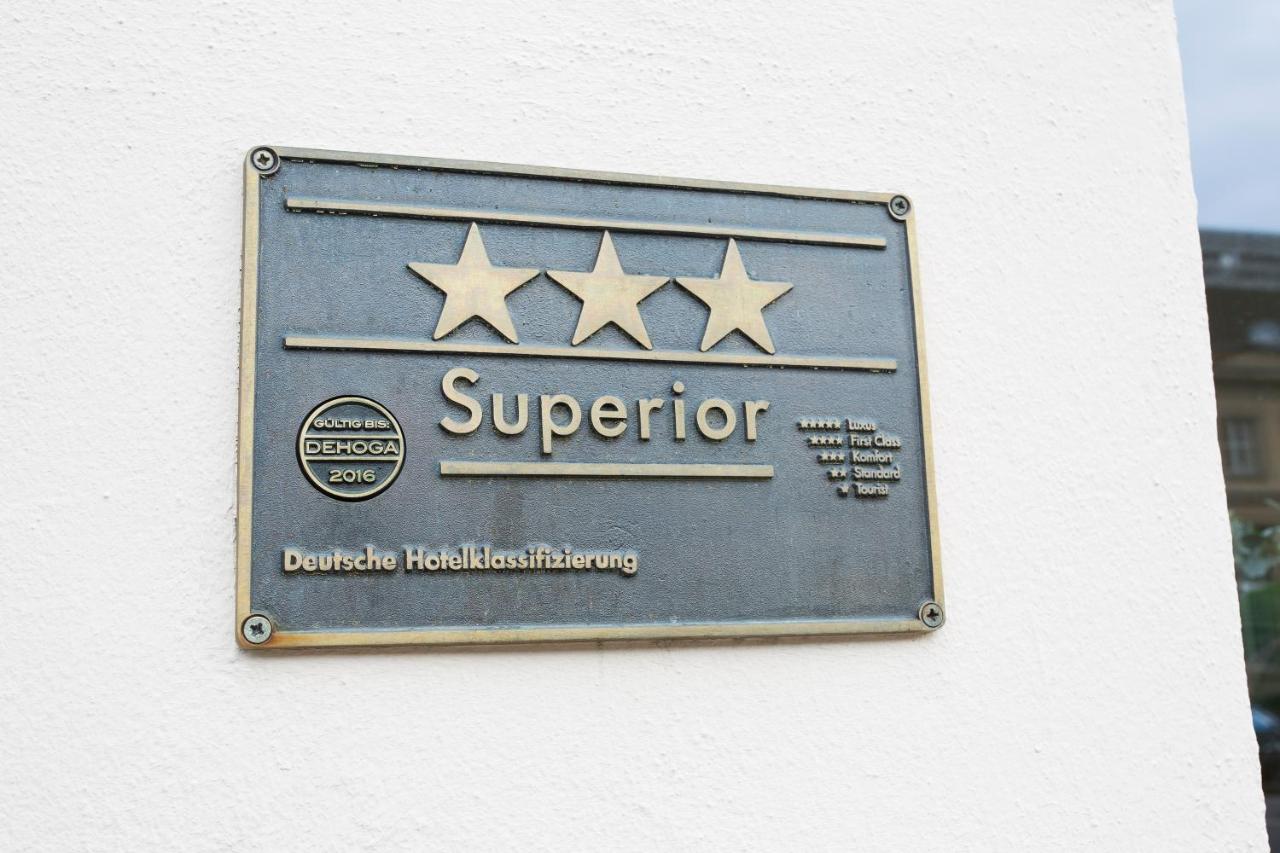 Superior
GÜLTIG BIS:
DEHOGA
2016
***** Luxus
**** First Class
*** Komfort
** Standard
* Tourist
Deutsche Hotelklassifizierung